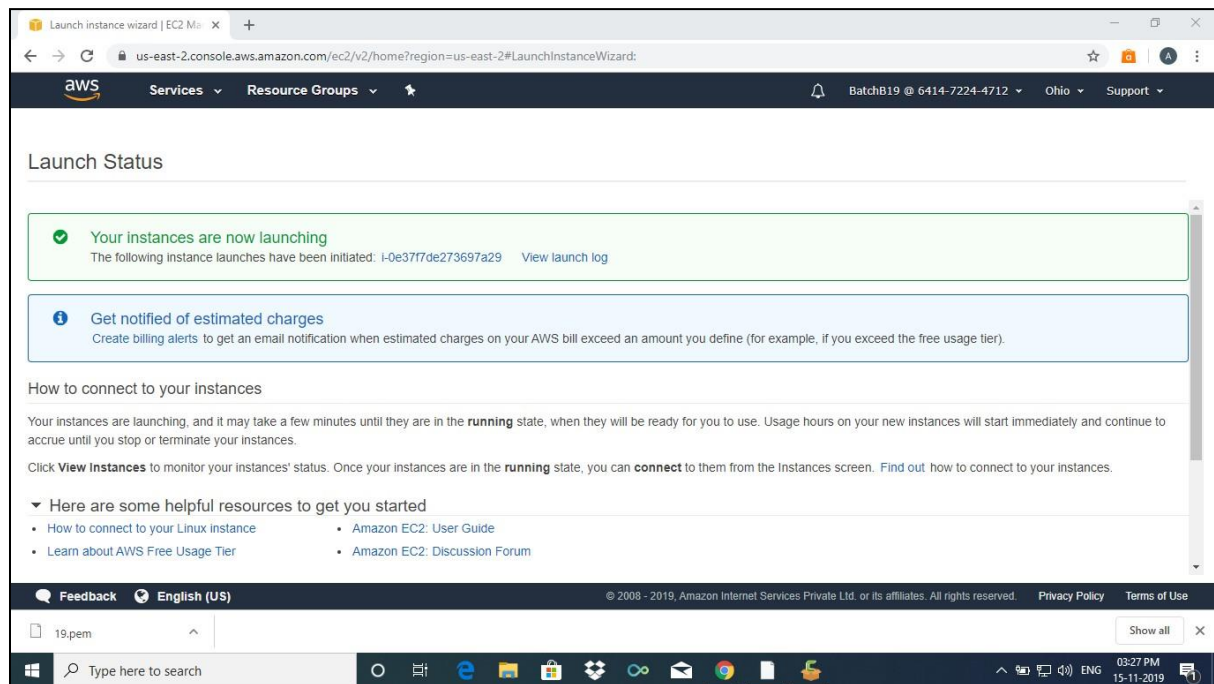 Launch instance wizard | EC2 Ma
us-east-2.console.aws.amazon.com/ec2/v2/home?region=us-east-2#LaunchInstanceWizard:
A
aws Services Resource Groups BatchB19 @ 6414-7224-4712 Ohio Support
Launch Status
Your instances are now launching
The following instance launches have been initiated: i-0e37f7de273697a29 View launch log
Get notified of estimated charges
Create billing alerts to get an email notification when estimated charges on your AWS bill exceed an amount you define (for example, if you exceed the free usage tier).
How to connect to your instances
Your instances are launching, and it may take a few minutes until they are in the running state, when they will be ready for you to use. Usage hours on your new instances will start immediately and continue to
accrue until you stop or terminate your instances.
Click View Instances to monitor your instances' status. Once your instances are in the running state, you can connect to them from the Instances screen. Find out how to connect to your instances.
Here are some helpful resources to get you started
• How to connect to your Linux instance • Amazon EC2: User Guide
• Learn about AWS Free Usage Tier • Amazon EC2: Discussion Forum
Feedback English (US) © 2008 - 2019, Amazon Internet Services Private Ltd. or its affiliates. All rights reserved. Privacy Policy Terms of Use
19.pem Show all
Type here to search ENG 03:27 PM
15-11-2019